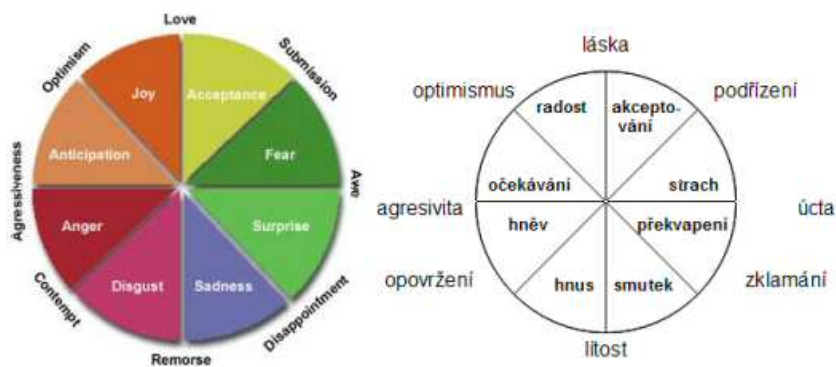 Love
Optimism
Submission
Joy
Acceptance
Anticipation
Fear
Agressiveness
Awe
Anger
Surprise
Contempt
Disgust
Sadness
Disappointment
Remorse
láska
optimismus
podřízení
radost
akcepto-
vání
očekávání
strach
agresivita
úcta
hněv
překvapení
opovržení
zklamání
hnus
smutek
lítost